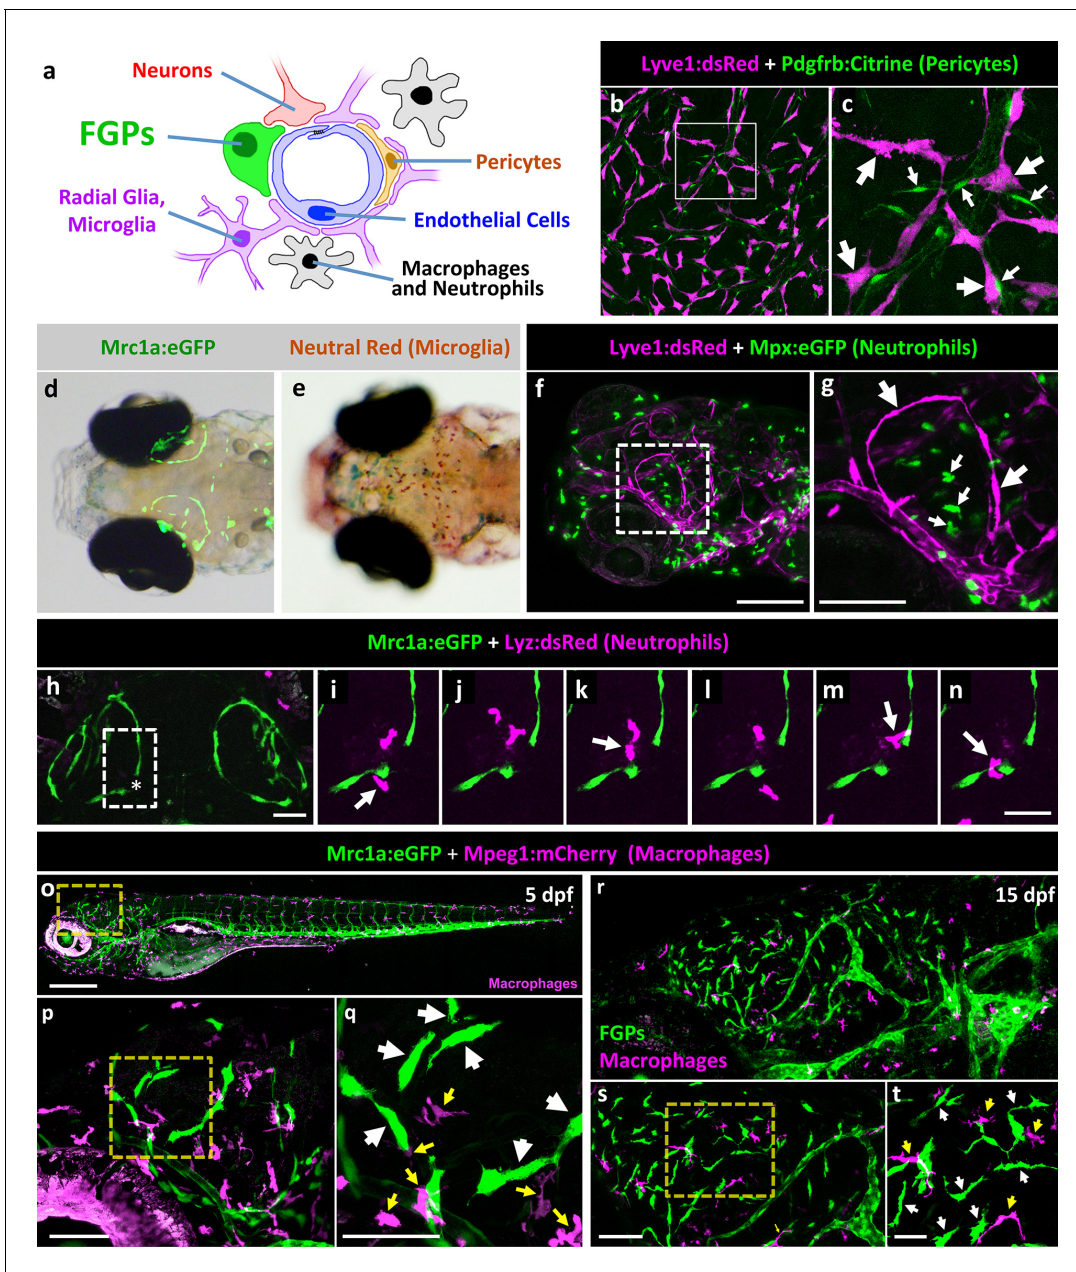 a
Neurons
FGPs
Radial Glia,
Microglia
Pericytes
Endothelial Cells
Macrophages
and Neutrophils
Lyve1:dsRed + Pdgfrb:Citrine (Pericytes)
b
c
Mrc1a:eGFP
Neutral Red (Microglia)
d
e
Lyve1:dsRed + Mpx:eGFP (Neutrophils)
f
g
Mrc1a:eGFP + Lyz:dsRed (Neutrophils)
h
*
i
j
k
l
m
n
Mrc1a:eGFP + Mpeg1:mCherry (Macrophages)
o
5 dpf
Macrophages
p
q
r
15 dpf
FGPs
Macrophages
s
t